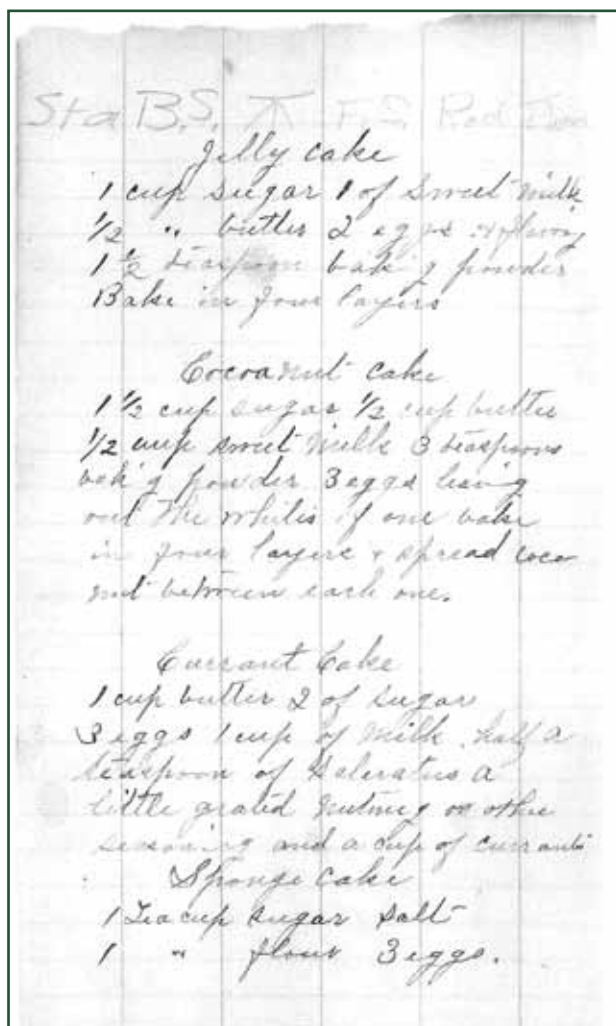 Sta B.S. ⊼ F.S. Rod
Jelly cake
1 cup sugar 1 of Sweet milk
1/2 " butter 2 eggs
1 1/2 teaspoon baking powder
Bake in four layers
Cocoanut cake
1 1/2 cup sugar 1/2 cup butter
1/2 cup sweet milk 3 teaspoons
bak'g powder 3 eggs leaving
out the whites of one bake
in four layers + spread coco
nut between each one.
Currant Cake
1 cup butter 2 of sugar
3 eggs 1 cup of milk. half a
teaspoon of Saleratus a
little grated nutmeg or other
seasoning and a cup of currants
Sponge cake
1 Teacup sugar salt
1 " flour 3 eggs.